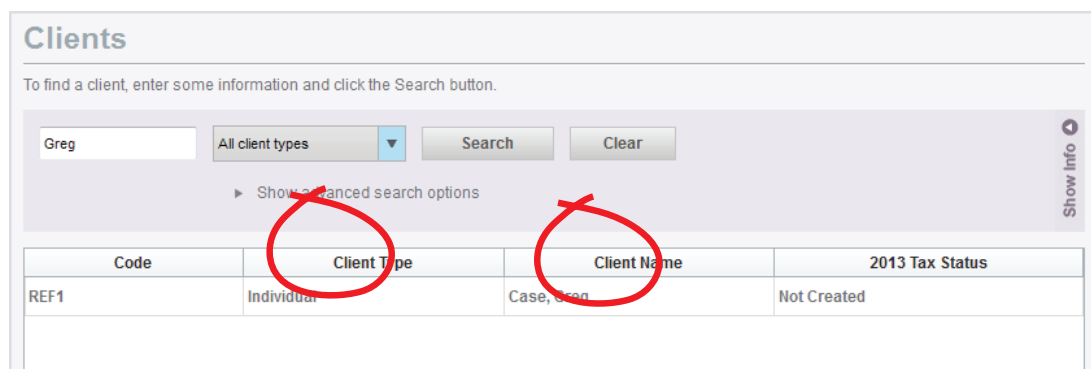 Clients
To find a client, enter some information and click the Search button.
Greg All client types Search Clear
Show advanced search options
Show Info
Code Client Type Client Name 2013 Tax Status
REF1 Individual Case, Greg Not Created